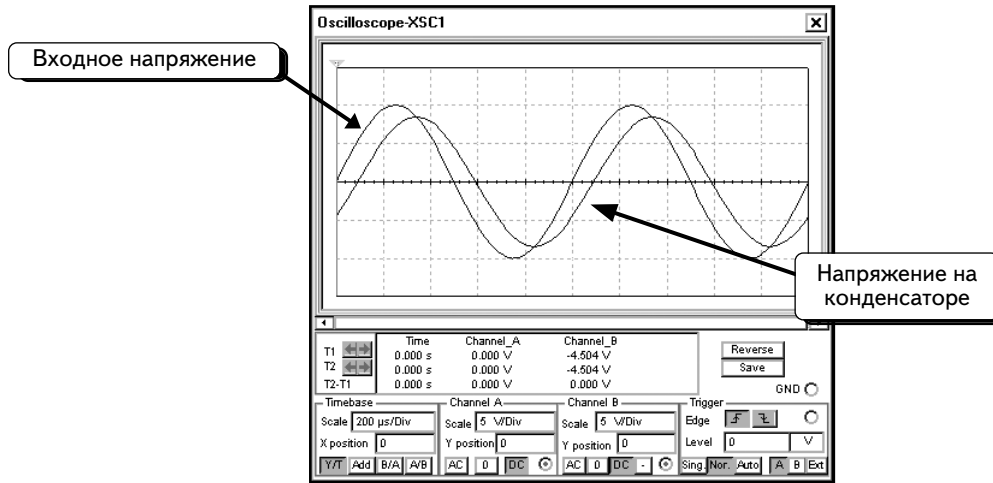 Oscilloscope-XSC1
Входное напряжение
Напряжение на
конденсаторе
Time Channel_A Channel_B
T1 0.000 s 0.000 V -4.504 V
T2 0.000 s 0.000 V -4.504 V
T2-T1 0.000 s 0.000 V 0.000 V
Reverse
Save
GND
Timebase
Scale 200 µs/Div
X position 0
Y/T Add B/A A/B
Channel A
Scale 5 V/Div
Y position 0
AC 0 DC
Channel B
Scale 5 V/Div
Y position 0
AC 0 DC -
Trigger
Edge
Level 0 V
Sing. Nor. Auto A B Ext